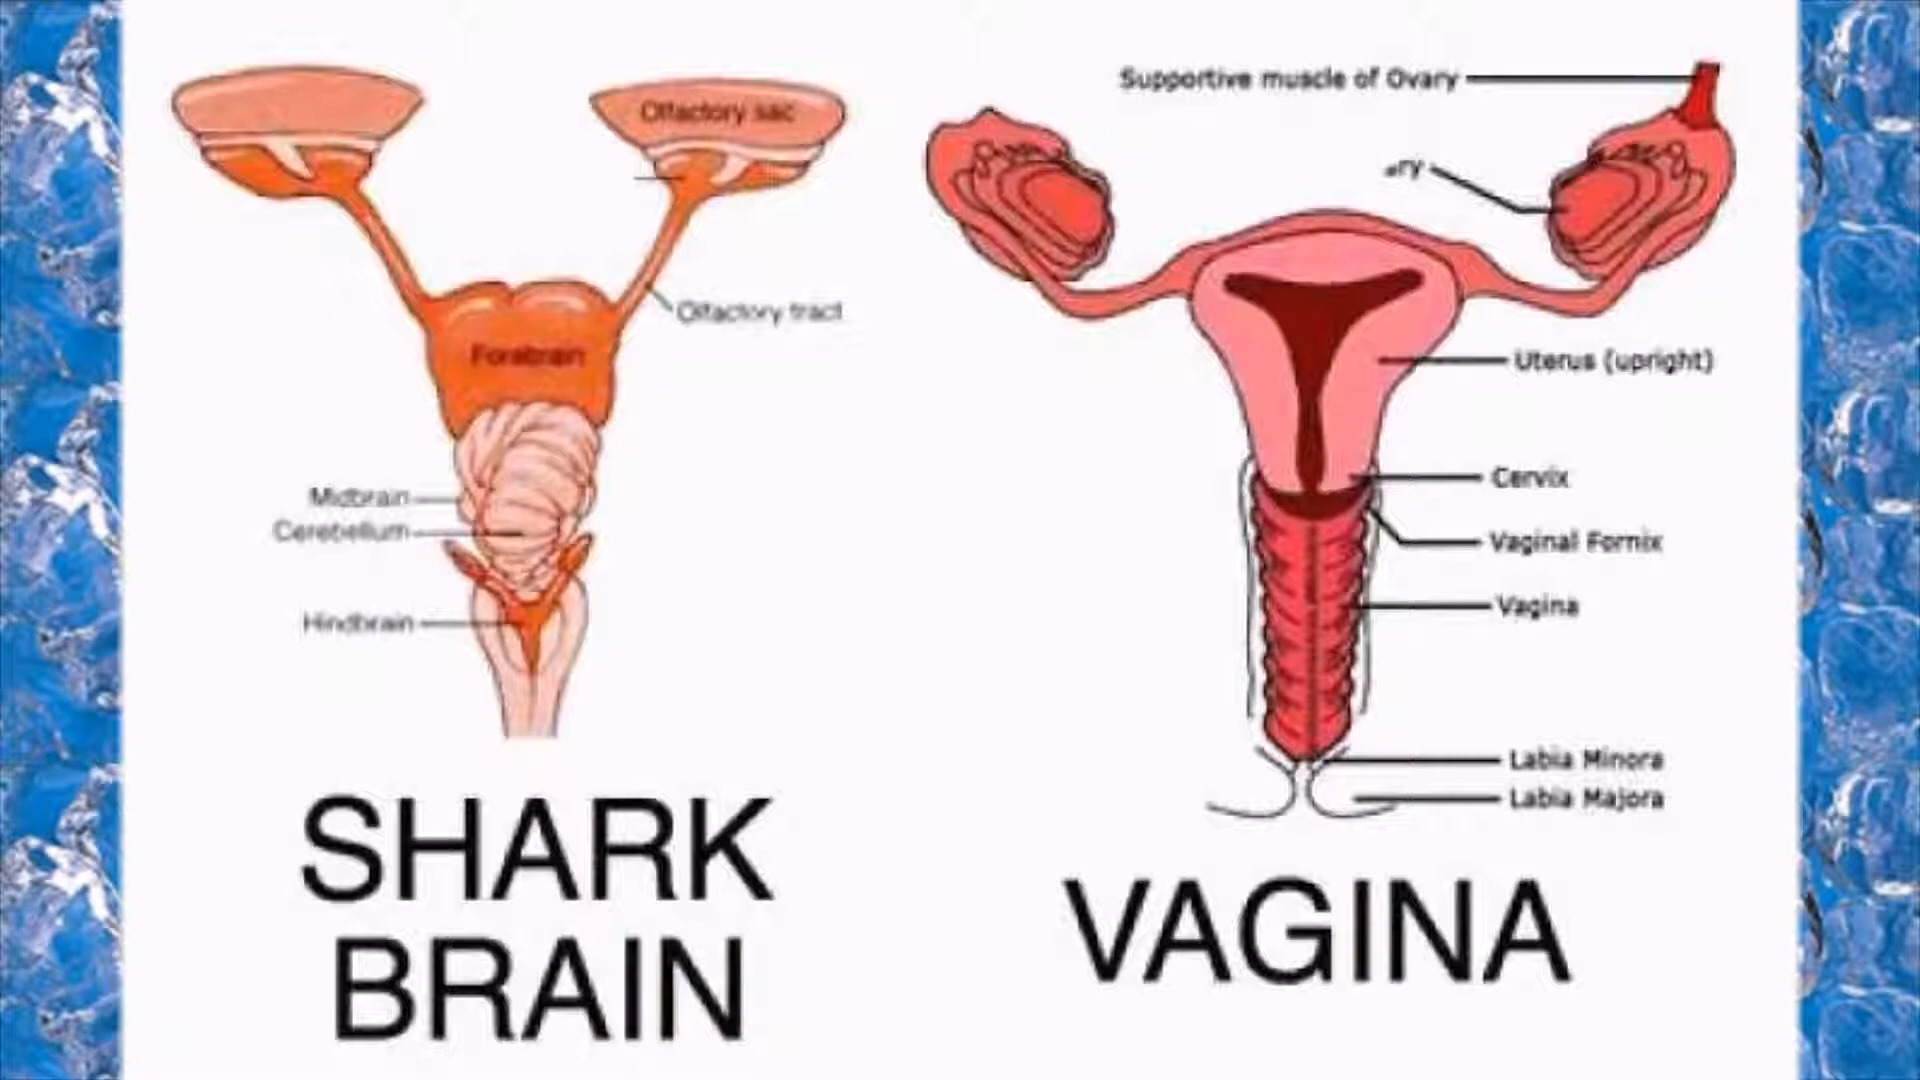 Olfactory sac
Olfactory tract
Forebrain
Midbrain
Cerebellum
Hindbrain
SHARK
BRAIN
Supportive muscle of Ovary
ry
Uterus (upright)
Cervix
Vaginal Fornix
Vagina
Labia Minora
Labia Majora
VAGINA